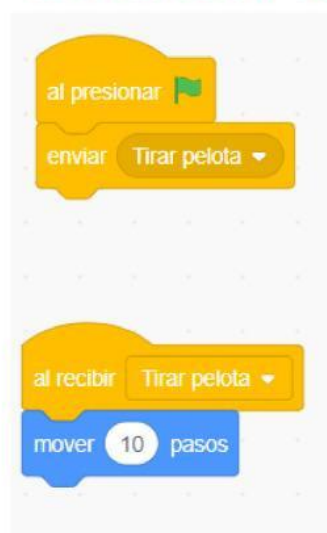 al presionar
enviar Tirar pelota
al recibir Tirar pelota
mover 10 pasos